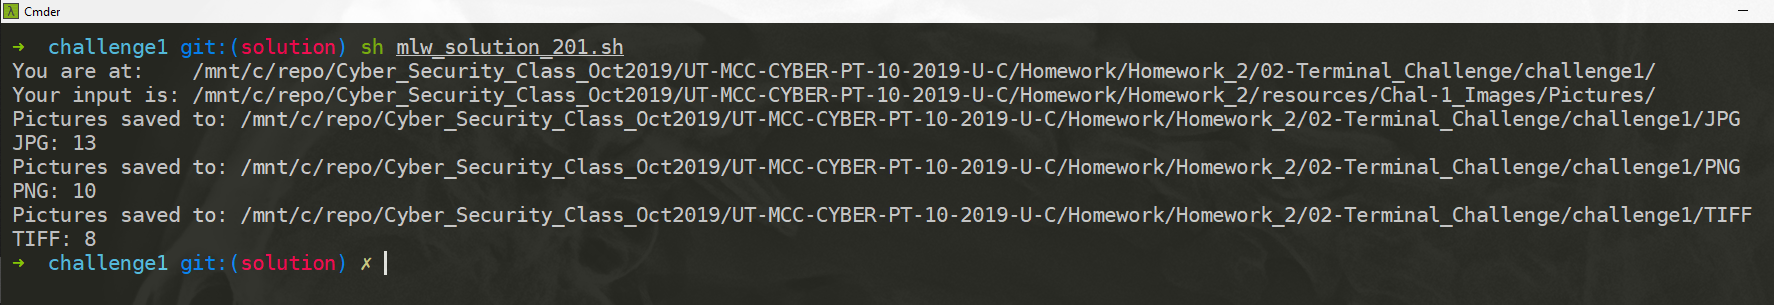 λ Cmder
→ challenge1 git:(solution) sh mlw_solution_201.sh
You are at:    /mnt/c/repo/Cyber_Security_Class_Oct2019/UT-MCC-CYBER-PT-10-2019-U-C/Homework/Homework_2/02-Terminal_Challenge/challenge1/
Your input is: /mnt/c/repo/Cyber_Security_Class_Oct2019/UT-MCC-CYBER-PT-10-2019-U-C/Homework/Homework_2/resources/Chal-1_Images/Pictures/
Pictures saved to: /mnt/c/repo/Cyber_Security_Class_Oct2019/UT-MCC-CYBER-PT-10-2019-U-C/Homework/Homework_2/02-Terminal_Challenge/challenge1/JPG
JPG: 13
Pictures saved to: /mnt/c/repo/Cyber_Security_Class_Oct2019/UT-MCC-CYBER-PT-10-2019-U-C/Homework/Homework_2/02-Terminal_Challenge/challenge1/PNG
PNG: 10
Pictures saved to: /mnt/c/repo/Cyber_Security_Class_Oct2019/UT-MCC-CYBER-PT-10-2019-U-C/Homework/Homework_2/02-Terminal_Challenge/challenge1/TIFF
TIFF: 8
→ challenge1 git:(solution) ✗